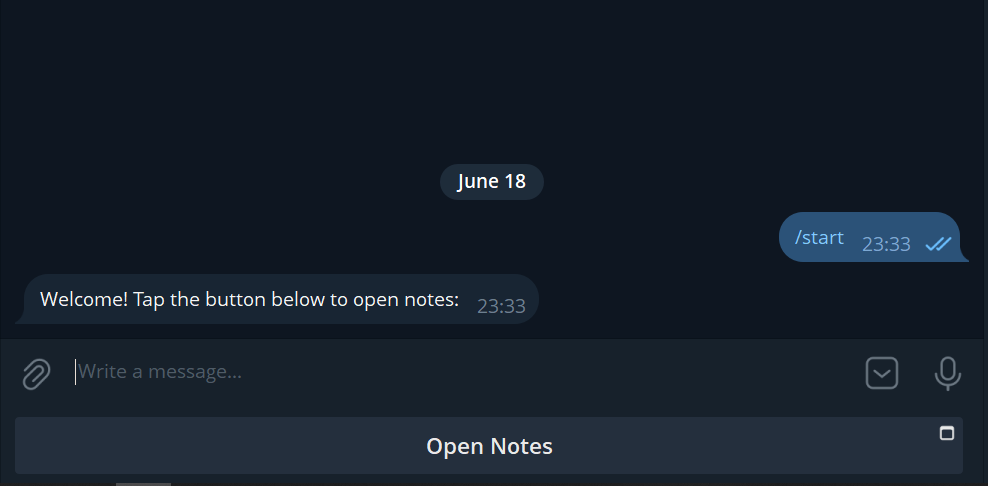 June 18
/start 23:33
Welcome! Tap the button below to open notes: 23:33
Write a message...
Open Notes